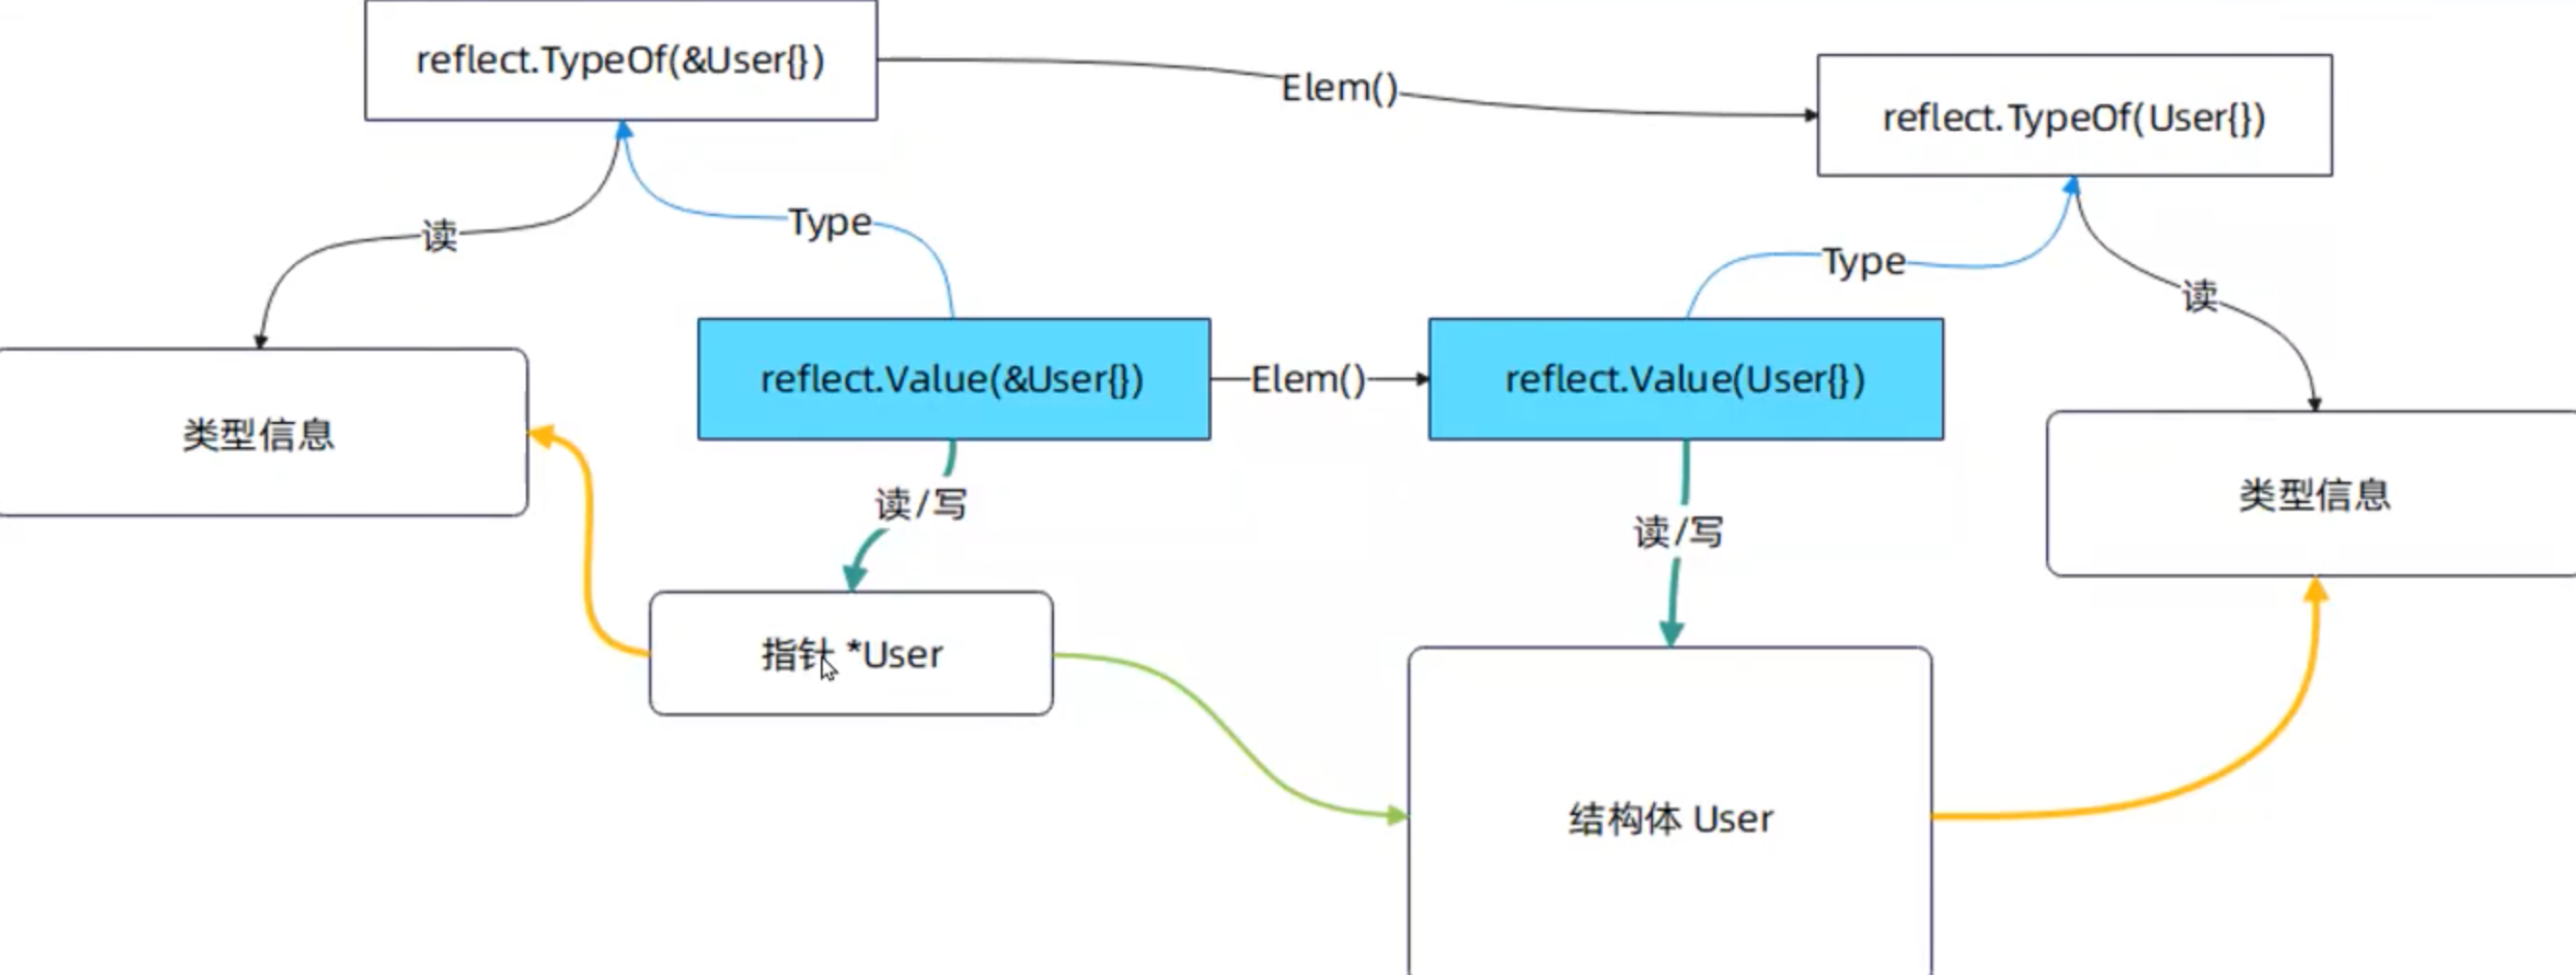 reflect.TypeOf(&User{})
Elem()
reflect.TypeOf(User{})
读
Type
Type
读
reflect.Value(&User{})
Elem()
reflect.Value(User{})
类型信息
类型信息
读/写
读/写
指针 *User
结构体 User